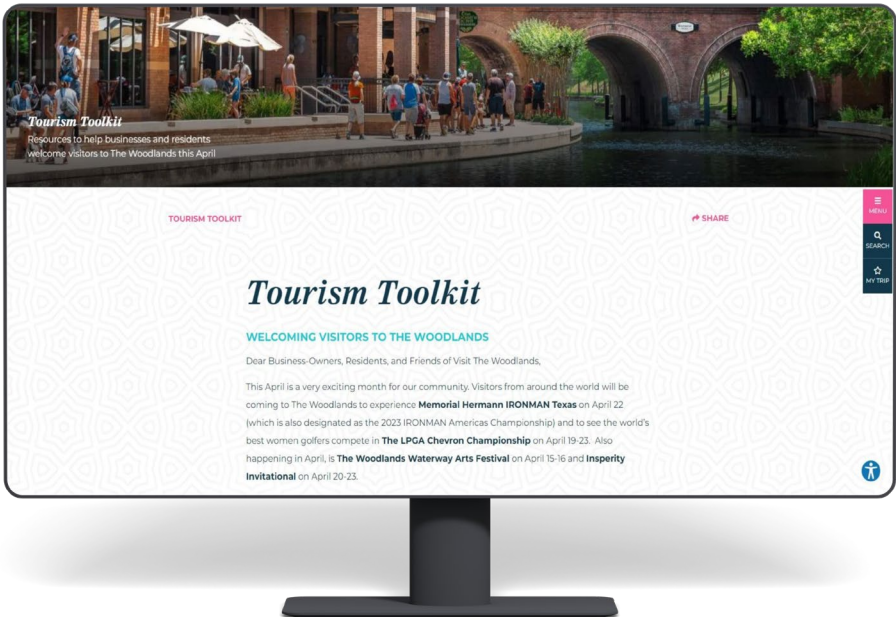 Tourism Toolkit
Resources to help businesses and residents
welcome visitors to The Woodlands this April
TOURISM TOOLKIT
SHARE
MENU
SEARCH
MY TRIP
Tourism Toolkit
WELCOMING VISITORS TO THE WOODLANDS
Dear Business-Owners, Residents, and Friends of Visit The Woodlands,
This April is a very exciting month for our community. Visitors from around the world will be
coming to The Woodlands to experience Memorial Hermann IRONMAN Texas on April 22
(which is also designated as the 2023 IRONMAN Americas Championship) and to see the world's
best women golfers compete in The LPGA Chevron Championship on April 19-23. Also
happening in April, is The Woodlands Waterway Arts Festival on April 15-16 and Insperity
Invitational on April 20-23.